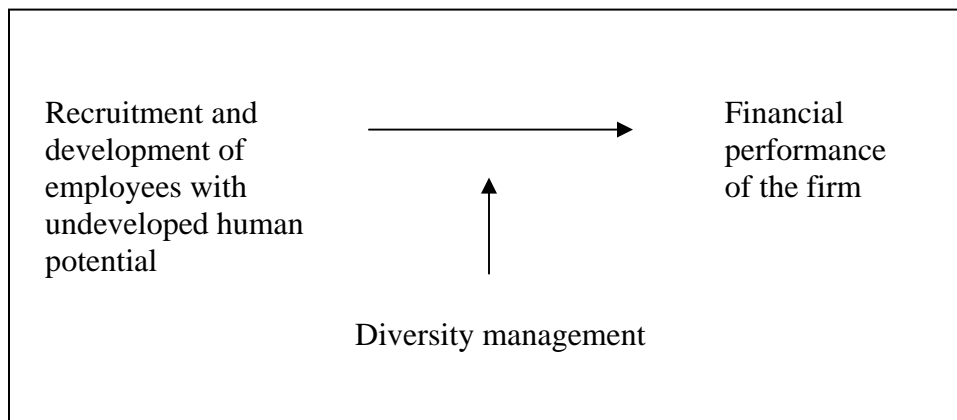 Recruitment and
development of
employees with
undeveloped human
potential
Financial
performance
of the firm
Diversity management